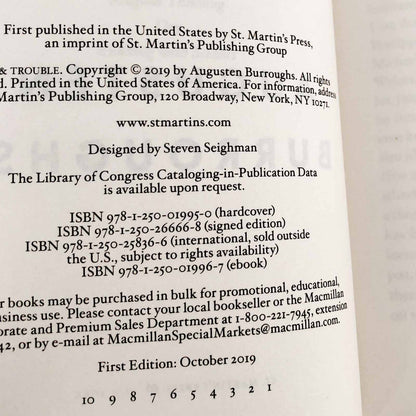 First published in the United States by St. Martin's Press,
an imprint of St. Martin's Publishing Group
& TROUBLE. Copyright © 2019 by Augusten Burroughs. All rights
d. Printed in the United States of America. For information, address
Martin's Publishing Group, 120 Broadway, New York, NY 10271.
www.stmartins.com
Designed by Steven Seighman
The Library of Congress Cataloging-in-Publication Data
is available upon request.
ISBN 978-1-250-01995-0 (hardcover)
ISBN 978-1-250-26666-8 (signed edition)
ISBN 978-1-250-25836-6 (international, sold outside
the U.S., subject to rights availability)
ISBN 978-1-250-01996-7 (ebook)
r books may be purchased in bulk for promotional, educational,
usiness use. Please contact your local bookseller or the Macmillan
orate and Premium Sales Department at 1-800-221-7945, extension
42, or by e-mail at MacmillanSpecialMarkets@macmillan.com.
First Edition: October 2019
10 9 8 7 6 5 4 3 2 1